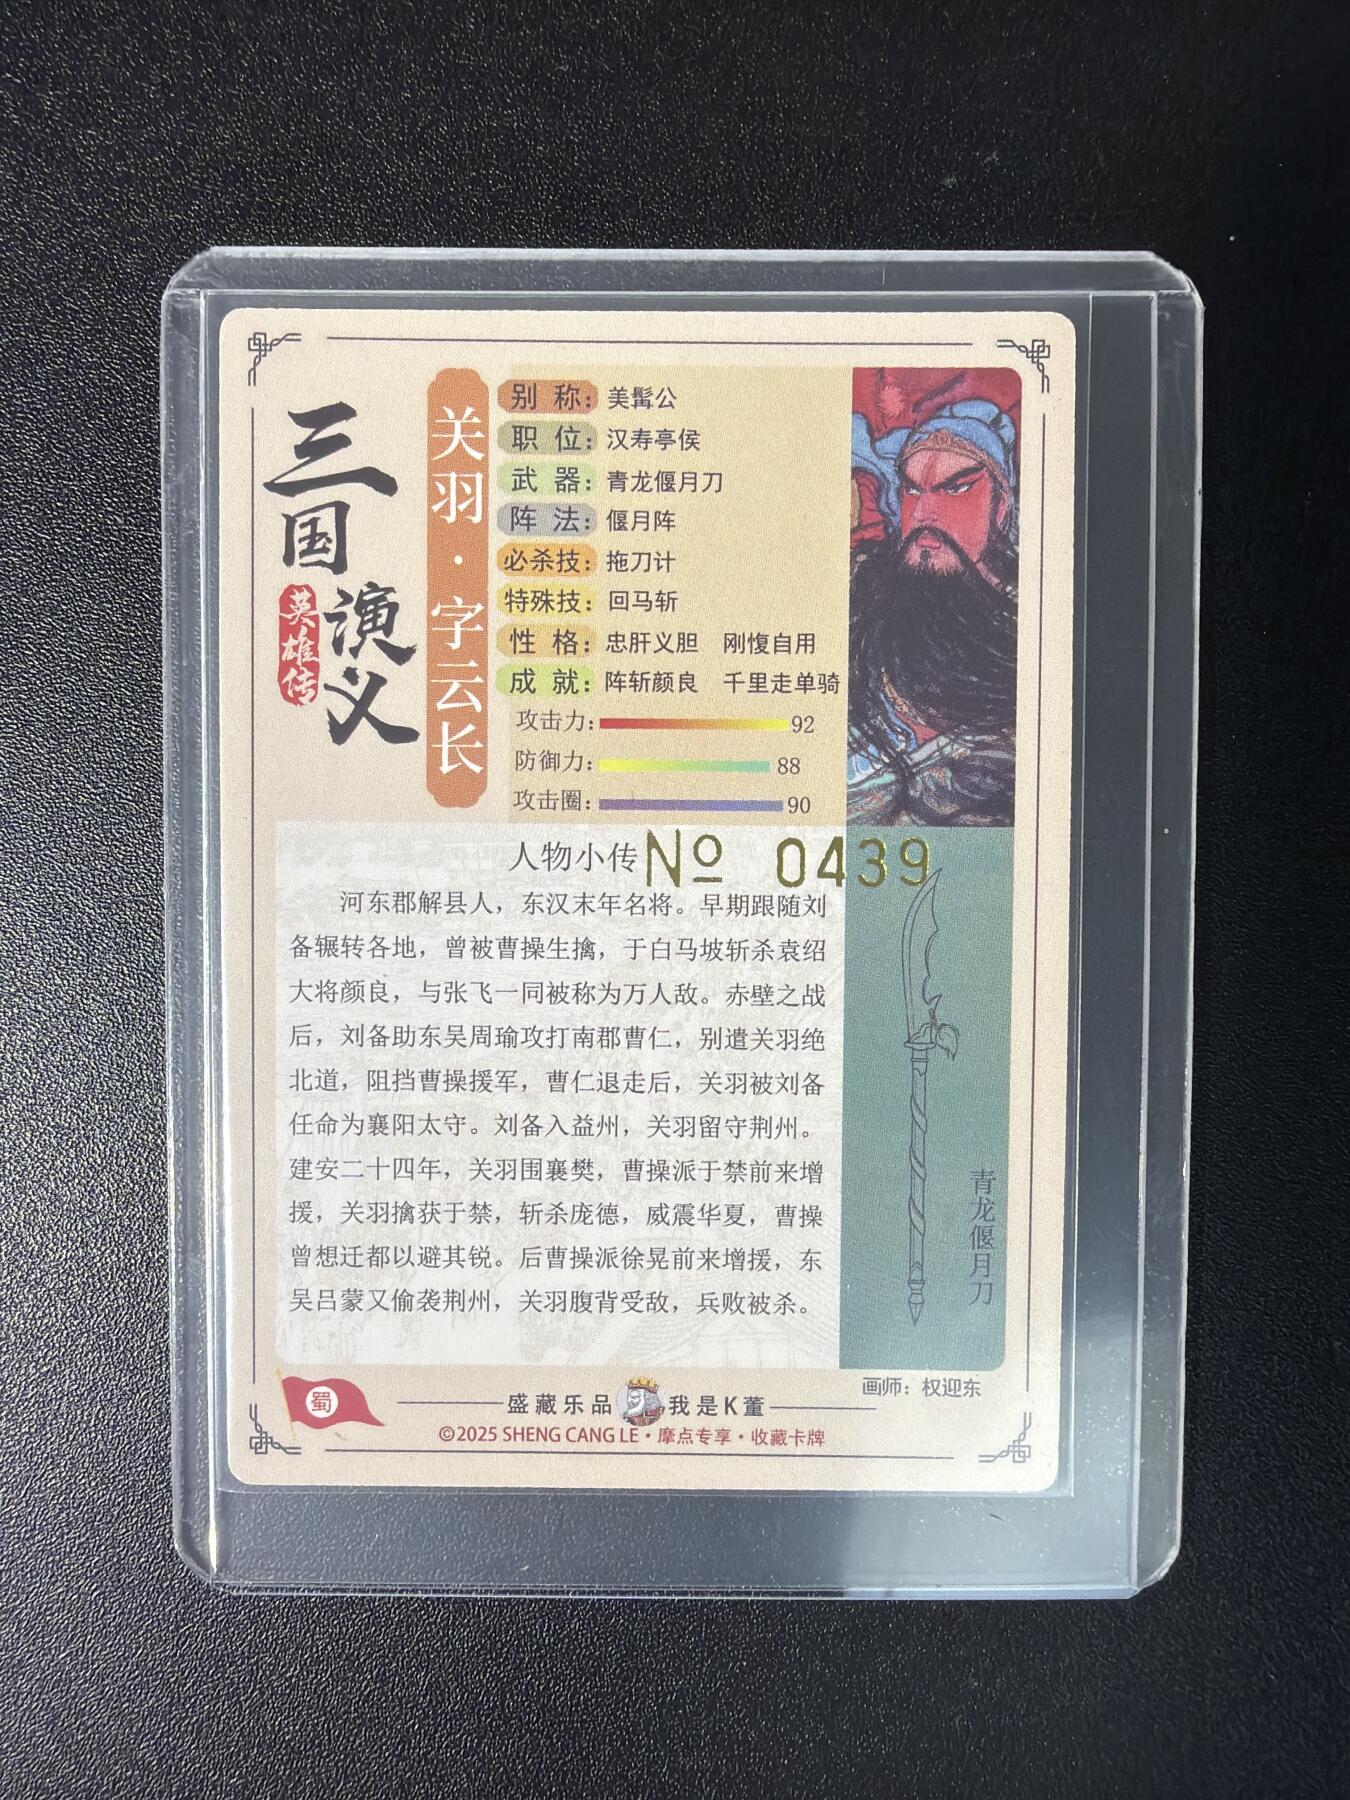 三国演义
英雄传
关羽·字云长
别称：美髯公
职位：汉寿亭侯
武器：青龙偃月刀
阵法：偃月阵
必杀技：拖刀计
特殊技：回马斩
性格：忠肝义胆 刚愎自用
成就：阵斩颜良 千里走单骑
攻击力：92
防御力：88
攻击圈：90
人物小传
№ 0439
河东郡解县人，东汉末年名将。早期跟随刘
备辗转各地，曾被曹操生擒，于白马坡斩杀袁绍
大将颜良，与张飞一同被称为万人敌。赤壁之战
后，刘备助东吴周瑜攻打南郡曹仁，别遣关羽绝
北道，阻挡曹操援军，曹仁退走后，关羽被刘备
任命为襄阳太守。刘备入益州，关羽留守荆州。
建安二十四年，关羽围襄樊，曹操派于禁前来增
援，关羽擒获于禁，斩杀庞德，威震华夏，曹操
曾想迁都以避其锐。后曹操派徐晃前来增援，东
吴吕蒙又偷袭荆州，关羽腹背受敌，兵败被杀。
青龙偃月刀
画师：权迎东
蜀
盛藏乐品 我是K董
©2025 SHENG CANG LE·摩点专享·收藏卡牌